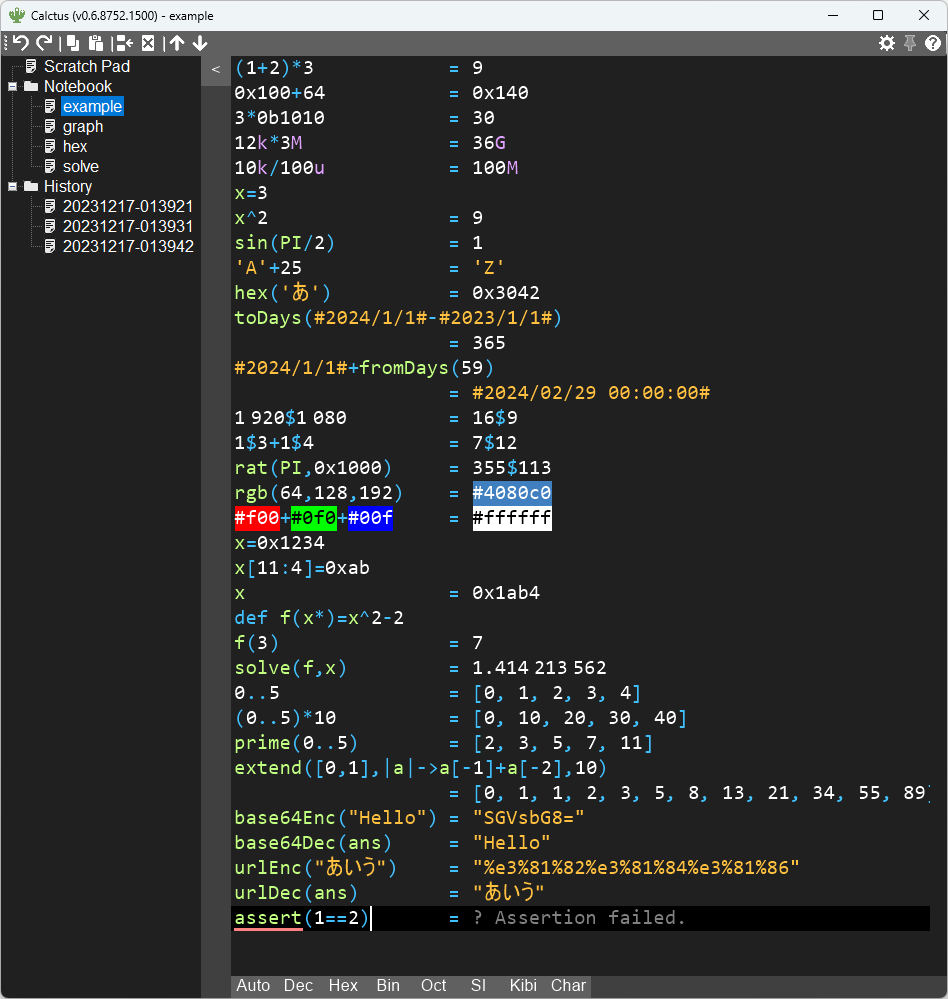 Calctus (v0.6.8752.1500) - example
Scratch Pad
Notebook
example
graph
hex
solve
History
20231217-013921
20231217-013931
20231217-013942
<
(1+2)*3 = 9
0x100+64 = 0x140
3*0b1010 = 30
12k*3M = 36G
10k/100u = 100M
x=3
x^2 = 9
sin(PI/2) = 1
'A'+25 = 'Z'
hex('あ') = 0x3042
toDays(#2024/1/1#-#2023/1/1#)
= 365
#2024/1/1#+fromDays(59)
= #2024/02/29 00:00:00#
1 920$1 080 = 16$9
1$3+1$4 = 7$12
rat(PI,0x1000) = 355$113
rgb(64,128,192) = #4080c0
#f00+#0f0+#00f = #ffffff
x=0x1234
x[11:4]=0xab
x = 0x1ab4
def f(x*)=x^2-2
f(3) = 7
solve(f,x) = 1.414 213 562
0..5 = [0, 1, 2, 3, 4]
(0..5)*10 = [0, 10, 20, 30, 40]
prime(0..5) = [2, 3, 5, 7, 11]
extend([0,1],|a|->a[-1]+a[-2],10)
= [0, 1, 1, 2, 3, 5, 8, 13, 21, 34, 55, 89]
base64Enc("Hello") = "SGVsbG8="
base64Dec(ans) = "Hello"
urlEnc("あいう") = "%e3%81%82%e3%81%84%e3%81%86"
urlDec(ans) = "あいう"
assert(1==2) = ? Assertion failed.
Auto Dec Hex Bin Oct SI Kibi Char